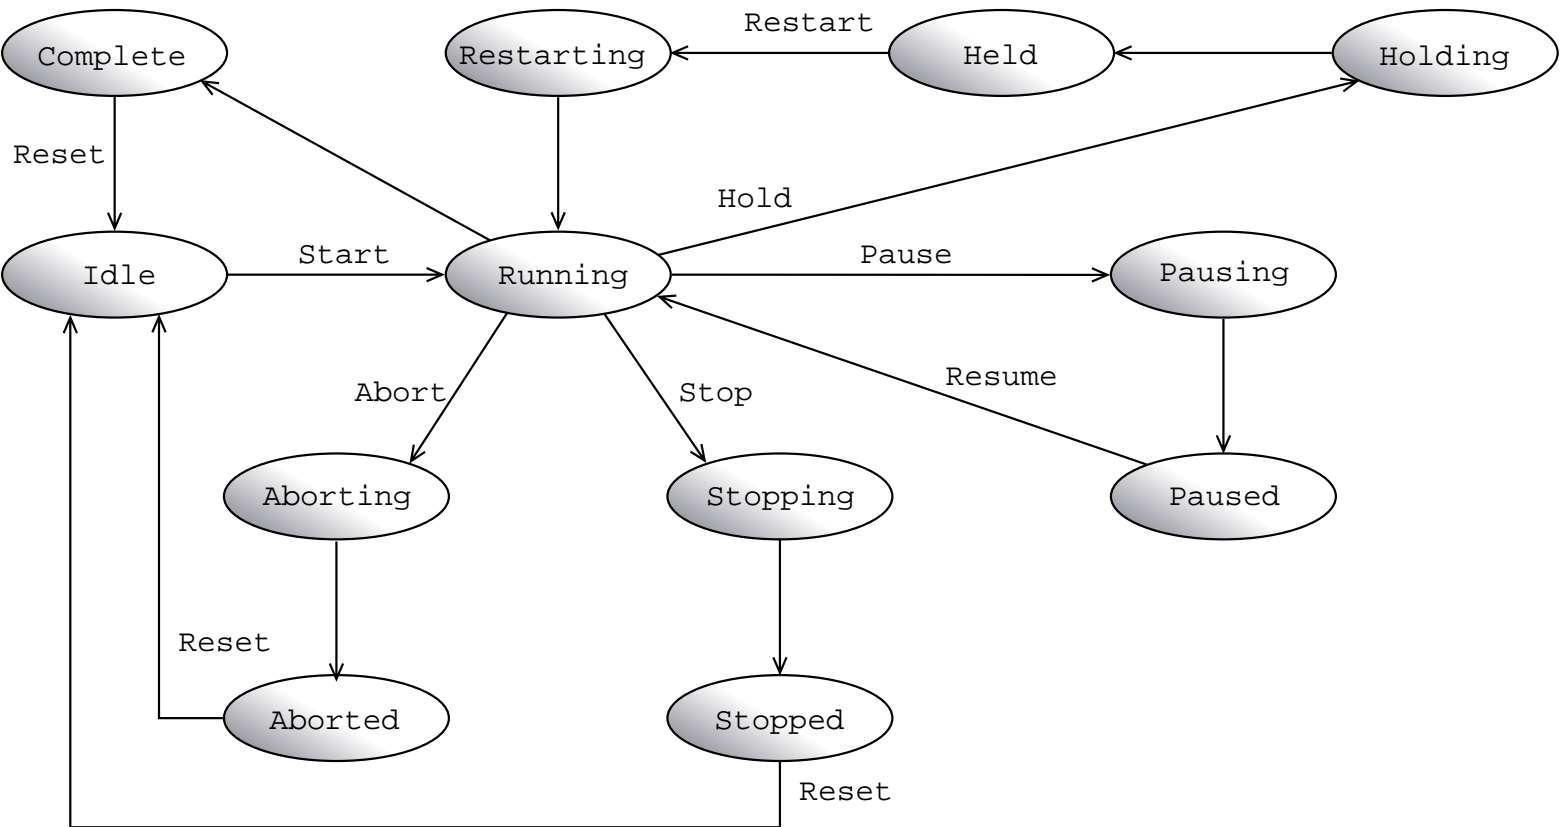 Restart
Complete
Restarting
Held
Holding
Reset
Hold
Start
Pause
Idle
Running
Pausing
Abort
Stop
Resume
Aborting
Stopping
Paused
Reset
Aborted
Stopped
Reset